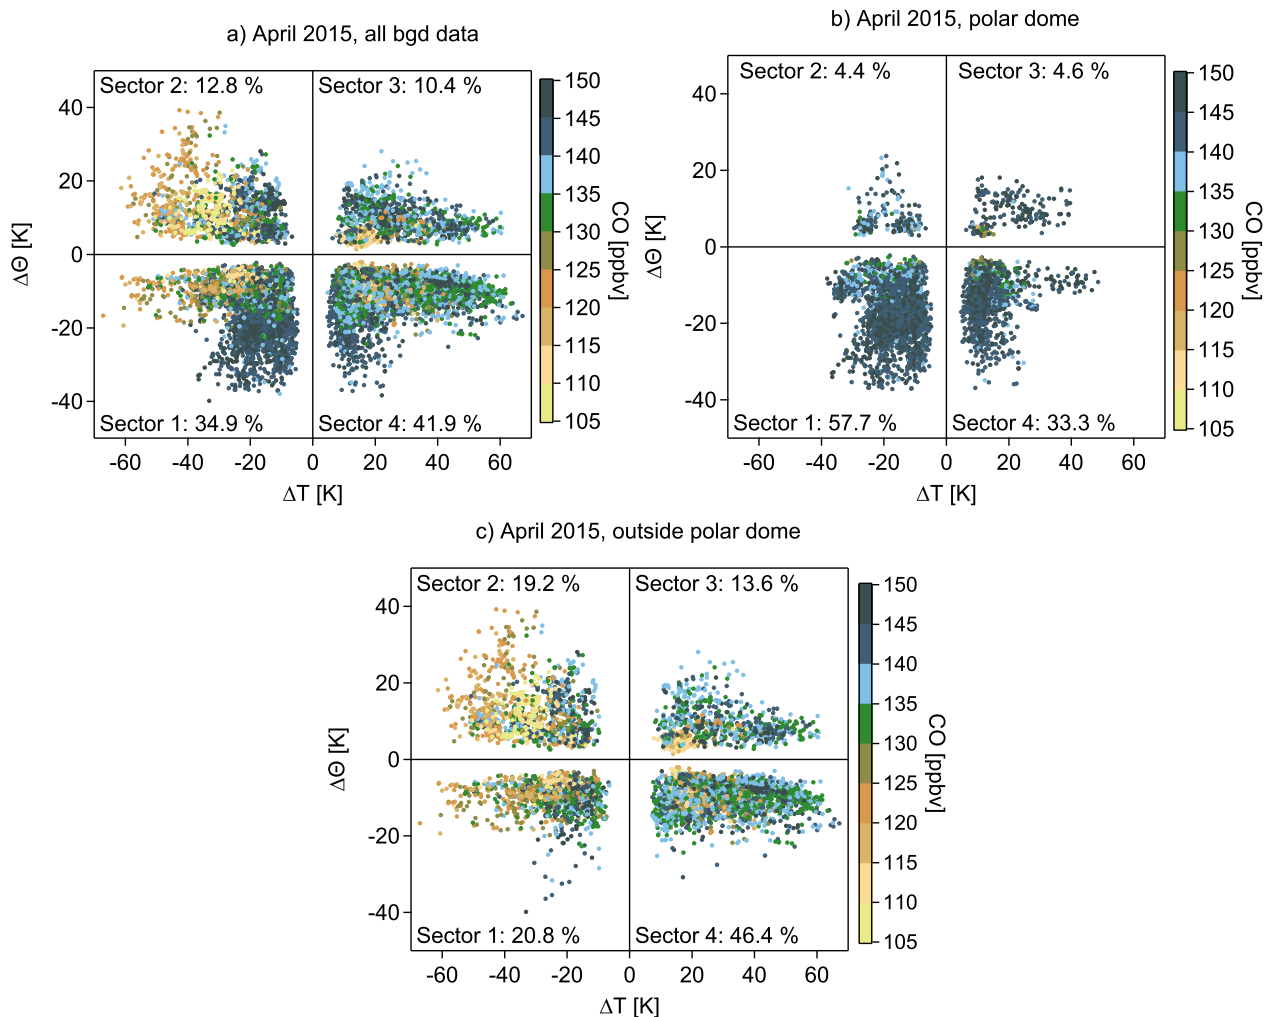 a) April 2015, all bgd data
Sector 2: 12.8 %
Sector 3: 10.4 %
40
20
0
-20
-40
ΔΘ [K]
Sector 1: 34.9 %
Sector 4: 41.9 %
-60
-40
-20
0
20
40
60
ΔT [K]
150
145
140
135
130
125
120
115
110
105
CO [ppbv]
b) April 2015, polar dome
Sector 2: 4.4 %
Sector 3: 4.6 %
40
20
0
-20
-40
ΔΘ [K]
Sector 1: 57.7 %
Sector 4: 33.3 %
-60
-40
-20
0
20
40
60
ΔT [K]
150
145
140
135
130
125
120
115
110
105
CO [ppbv]
c) April 2015, outside polar dome
Sector 2: 19.2 %
Sector 3: 13.6 %
40
20
0
-20
-40
ΔΘ [K]
Sector 1: 20.8 %
Sector 4: 46.4 %
-60
-40
-20
0
20
40
60
ΔT [K]
150
145
140
135
130
125
120
115
110
105
CO [ppbv]